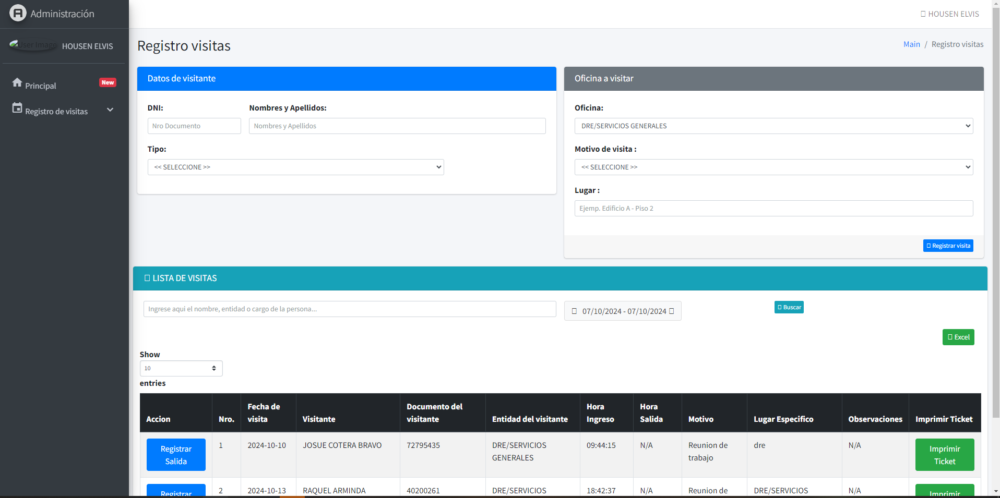 Administración
HOUSEN ELVIS
User Image
HOUSEN ELVIS
Principal
New
Registro de visitas
Registro visitas
Main / Registro visitas
Datos de visitante
DNI:
Nombres y Apellidos:
Nro Documento
Nombres y Apellidos
Tipo:
<< SELECCIONE >>
Oficina a visitar
Oficina:
DRE/SERVICIOS GENERALES
Motivo de visita :
<< SELECCIONE >>
Lugar :
Ejemp. Edificio A - Piso 2
Registrar visita
LISTA DE VISITAS
Ingrese aqui el nombre, entidad o cargo de la persona...
07/10/2024 - 07/10/2024
Buscar
Excel
Show
10
entries
Accion Nro. Fecha de visita Visitante Documento del visitante Entidad del visitante Hora Ingreso Hora Salida Motivo Lugar Especifico Observaciones Imprimir Ticket
Registrar Salida 1 2024-10-10 JOSUE COTERA BRAVO 72795435 DRE/SERVICIOS GENERALES 09:44:15 N/A Reunion de trabajo dre N/A Imprimir Ticket
Registrar 2 2024-10-13 RAQUEL ARMINDA 40200261 DRE/SERVICIOS 18:42:37 N/A Reunion de DRE/SERVICIOS N/A Imprimir